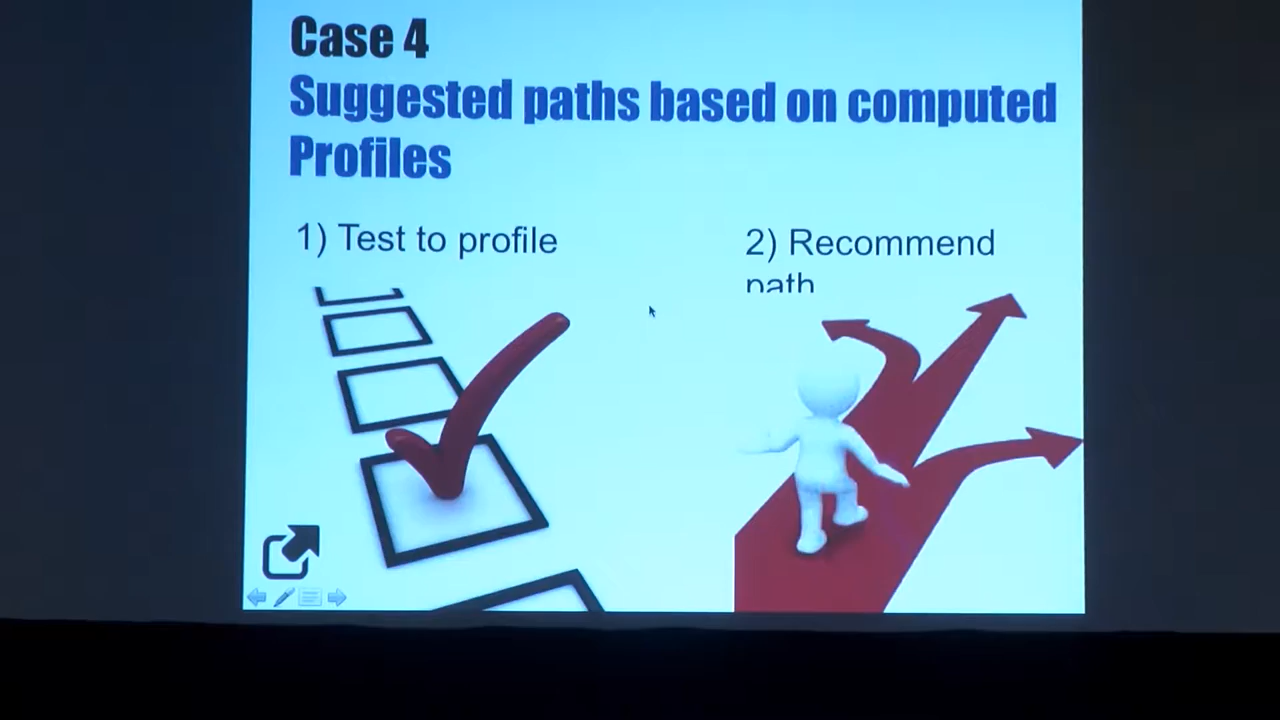 Case 4
Suggested paths based on computed
Profiles
1) Test to profile
2) Recommend
path